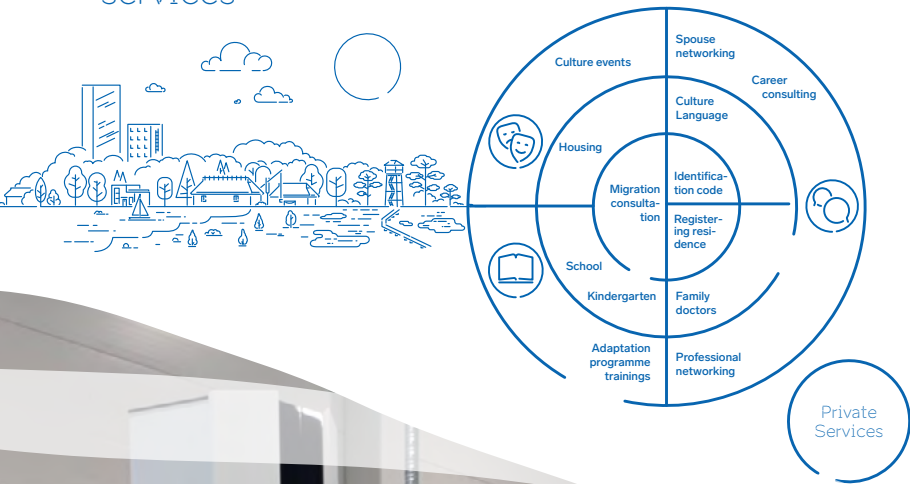 services
Spouse
networking
Culture events
Career
consulting
Culture
Language
Housing
Identifica-
tion code
Migration
consulta-
tion
Register-
ing resi-
dence
School
Kindergarten
Family
doctors
Adaptation
programme
trainings
Professional
networking
Private
Services